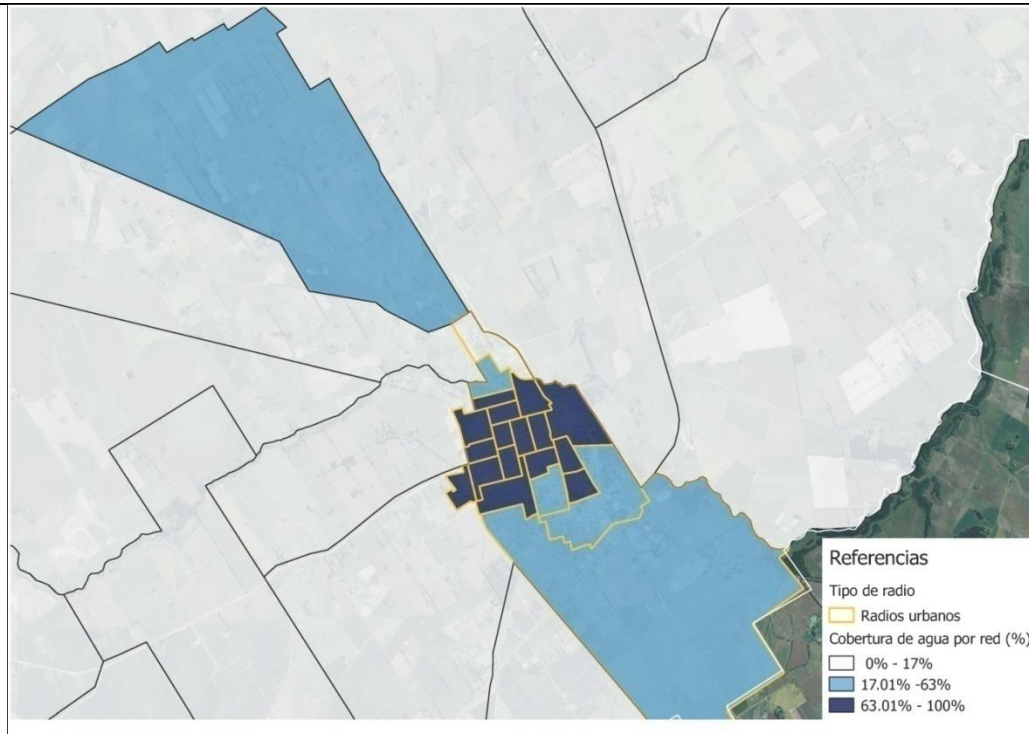 Referencias
Tipo de radio
Radios urbanos
Cobertura de agua por red (%)
0% - 17%
17.01% -63%
63.01% - 100%